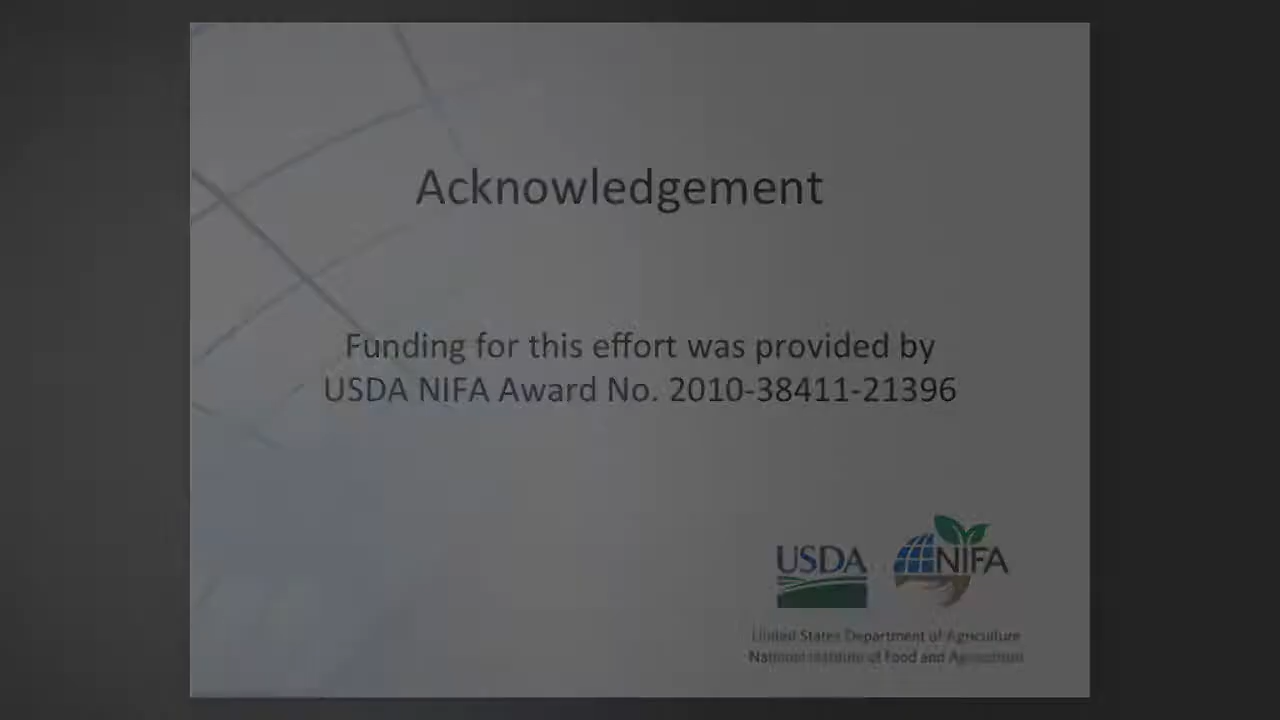 Acknowledgement
Funding for this effort was provided by
USDA NIFA Award No. 2010-38411-21396
USDA
NIFA
United States Department of Agriculture
National Institute of Food and Agriculture